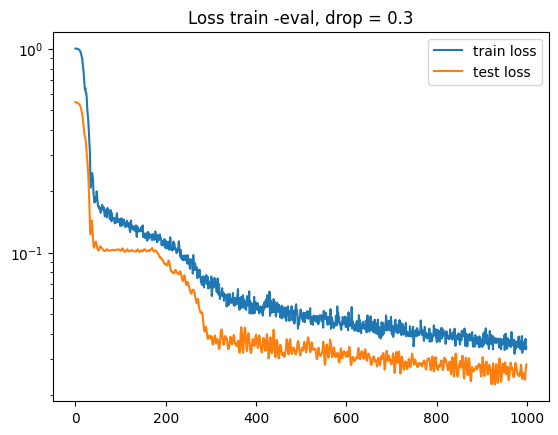 Loss train -eval, drop = 0.3
train loss
test loss
10⁰
10⁻¹
0 200 400 600 800 1000